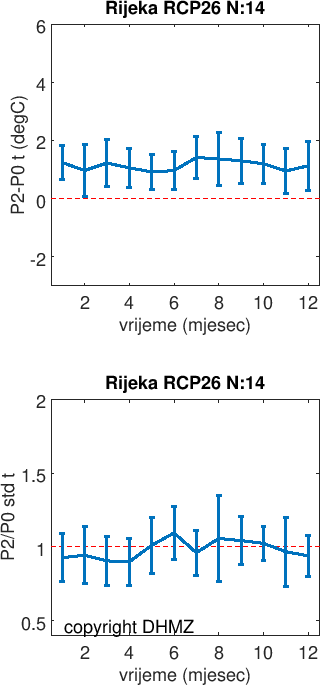 Rijeka RCP26 N:14
P2-P0 t (degC)
6
4
2
0
-2
2 4 6 8 10 12
vrijeme (mjesec)
Rijeka RCP26 N:14
P2/P0 std t
2
1.5
1
0.5
copyright DHMZ
2 4 6 8 10 12
vrijeme (mjesec)